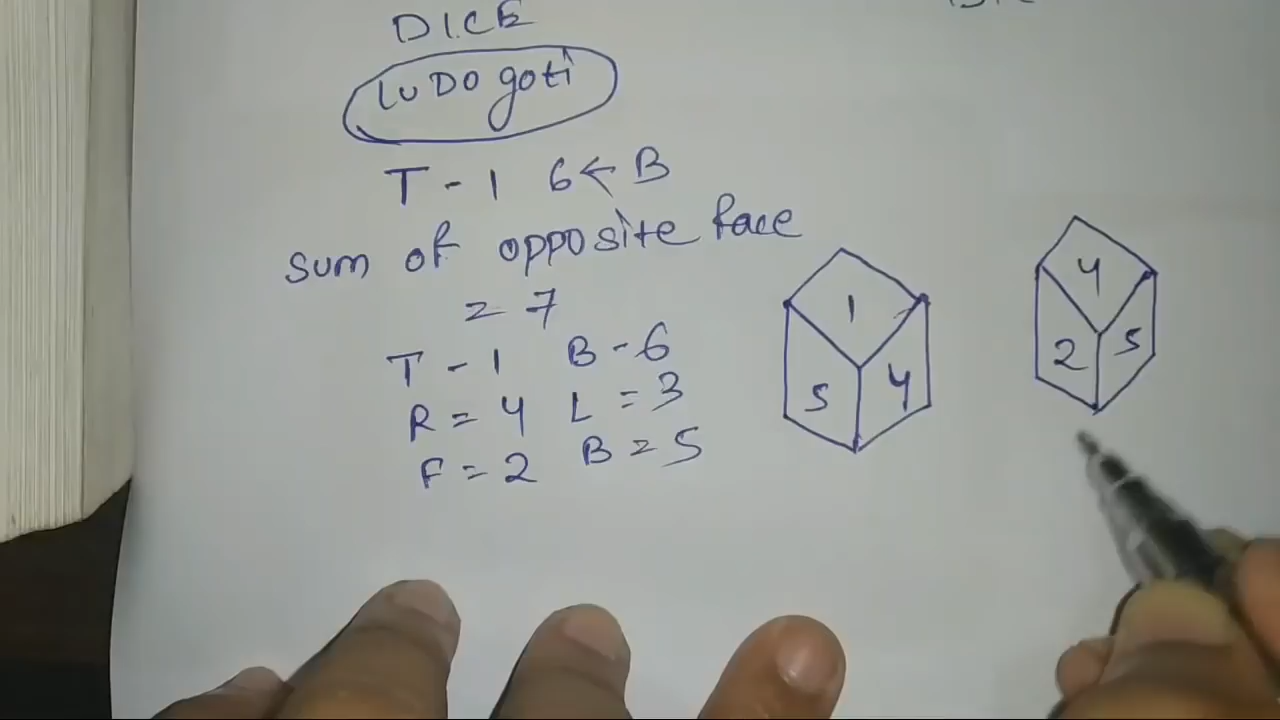 DICE
LUDO goti
T - 1 6 ← B
sum of opposite face
= 7
T - 1 B - 6
R = 4 L = 3
F = 2 B = 5
1
5 4
4
2 5